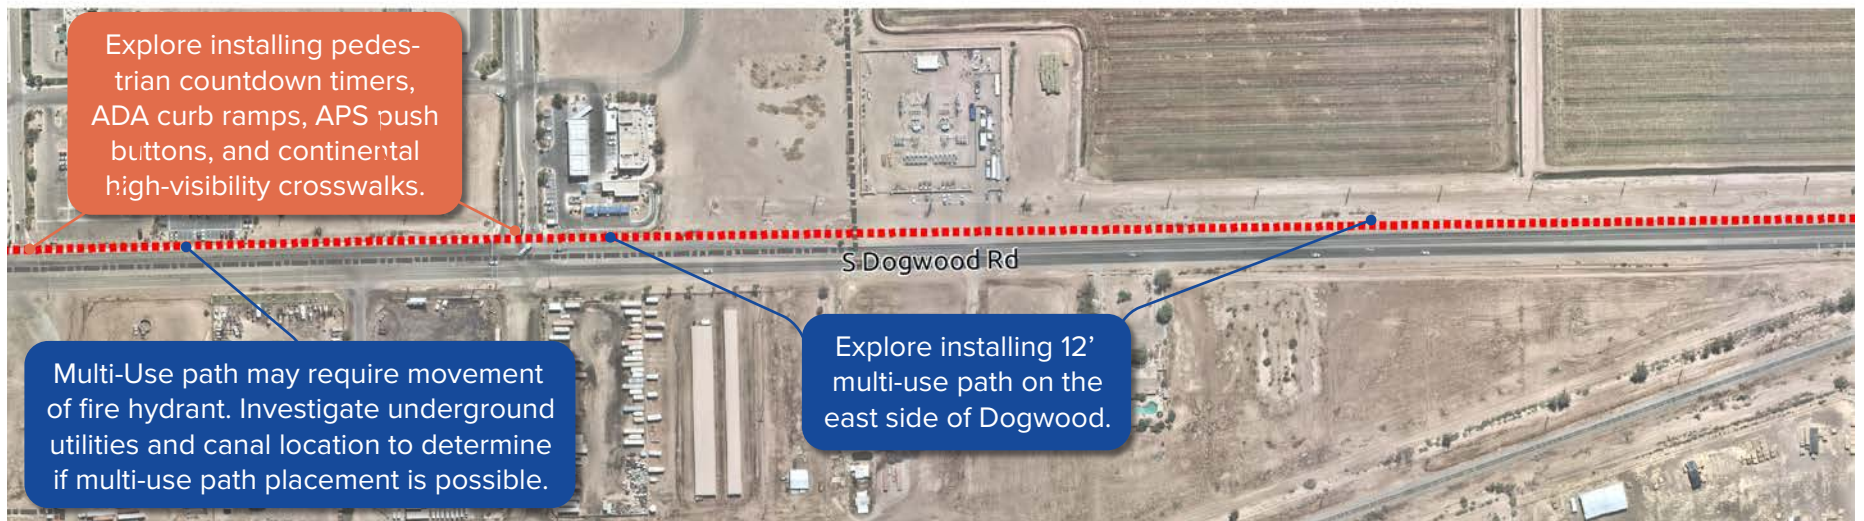 Explore installing pedes-
trian countdown timers,
ADA curb ramps, APS push
buttons, and continental
high-visibility crosswalks.
S Dogwood Rd
Multi-Use path may require movement
of fire hydrant. Investigate underground
utilities and canal location to determine
if multi-use path placement is possible.
Explore installing 12’
multi-use path on the
east side of Dogwood.